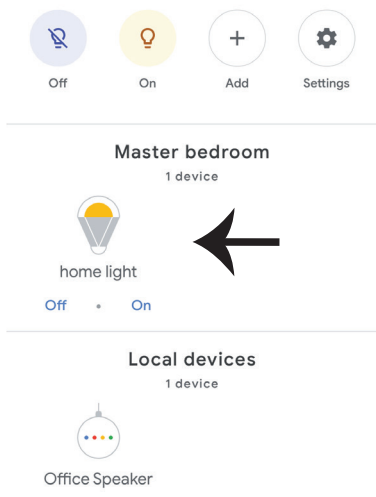 Off On Add Settings
Master bedroom
1 device
home light
Off • On
Local devices
1 device
Office Speaker